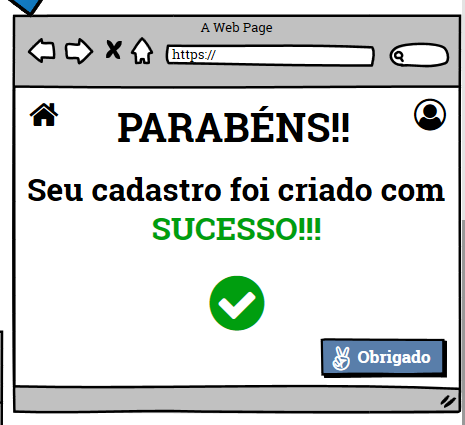 A Web Page
https://
PARABÉNS!!
Seu cadastro foi criado com
SUCESSO!!!
Obrigado